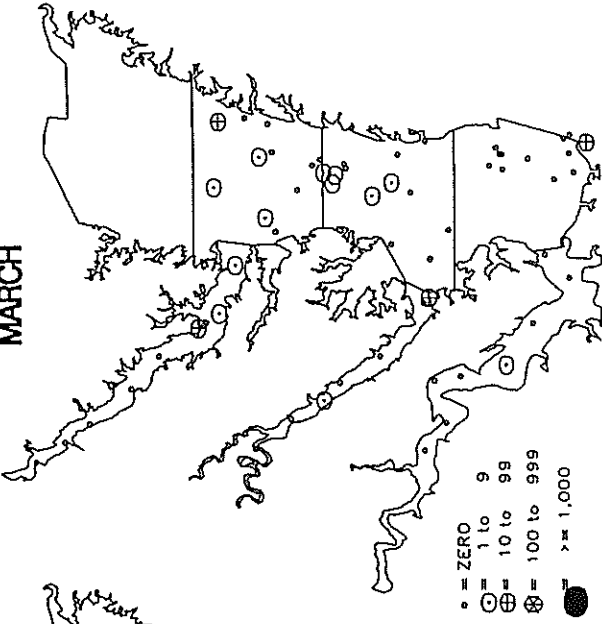 MARCH
= ZERO
= 1 to 9
= 10 to 99
= 100 to 999
= >= 1,000